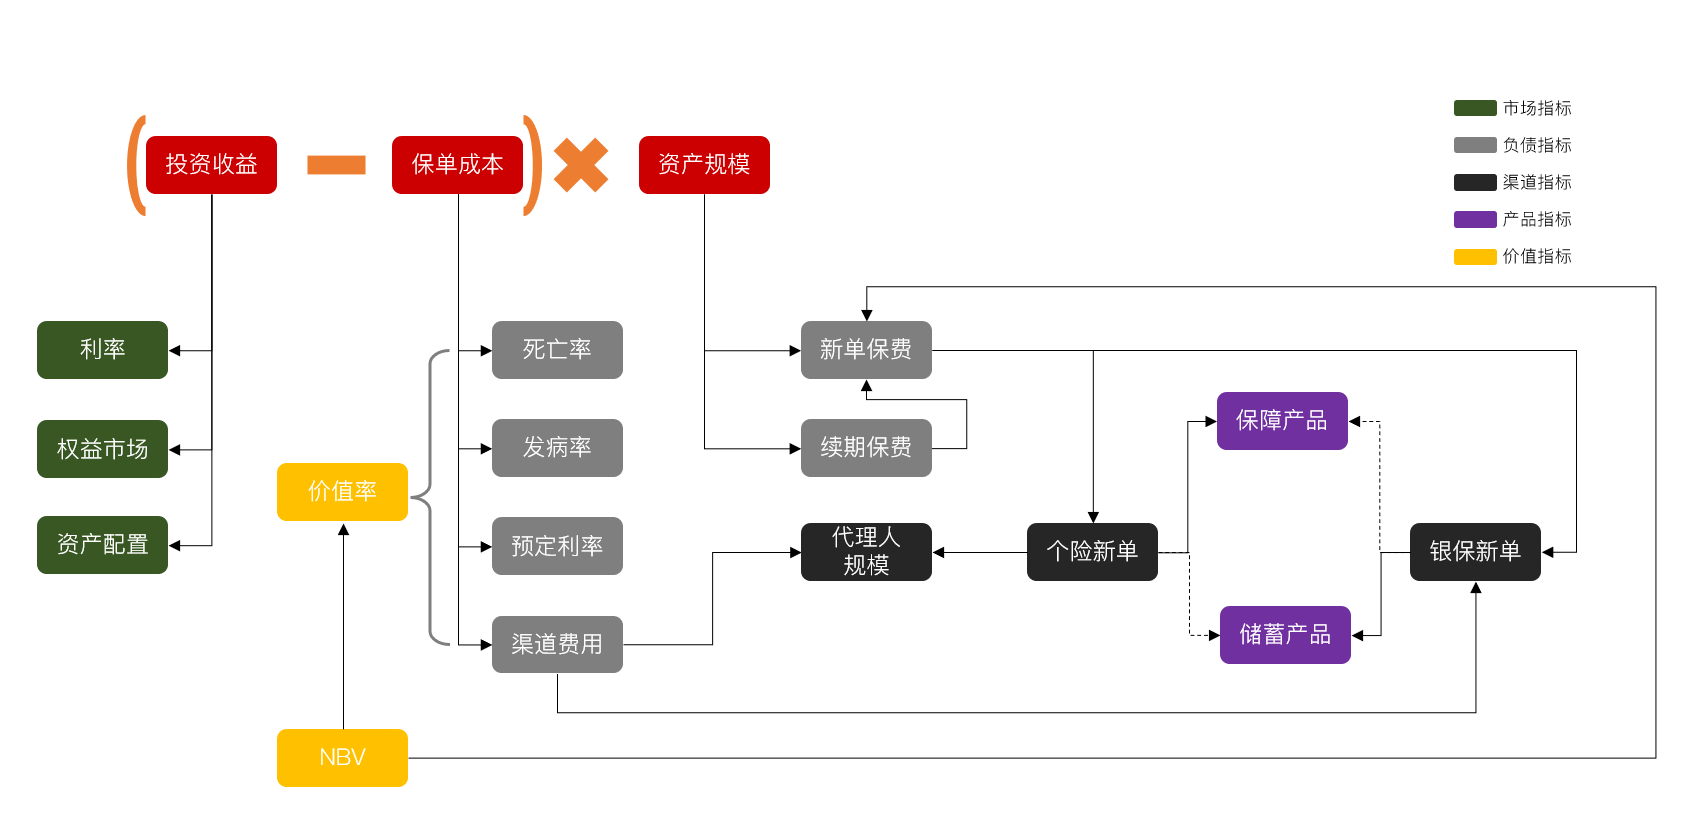 市场指标
负债指标
渠道指标
产品指标
价值指标
投资收益
保单成本
资产规模
利率
死亡率
新单保费
权益市场
发病率
续期保费
保障产品
价值率
资产配置
预定利率
代理人
规模
个险新单
银保新单
渠道费用
储蓄产品
NBV